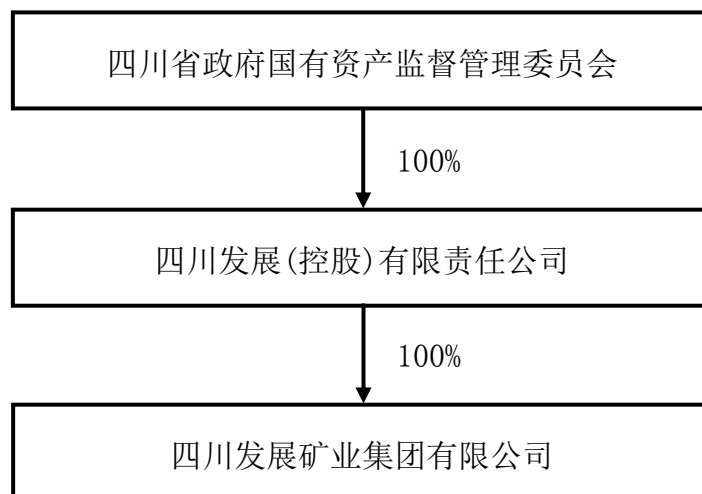 四川省政府国有资产监督管理委员会
100%
四川发展(控股)有限责任公司
100%
四川发展矿业集团有限公司